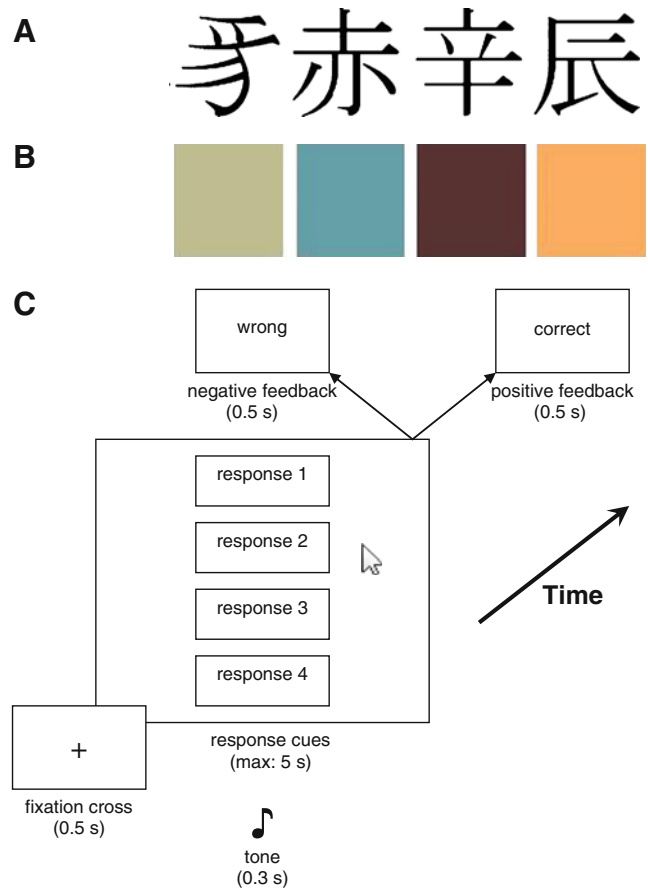 A
豸赤辛辰
B
C
wrong
correct
negative feedback
(0.5 s)
positive feedback
(0.5 s)
response 1
response 2
response 3
response 4
Time
+
response cues
(max: 5 s)
fixation cross
(0.5 s)
tone
(0.3 s)